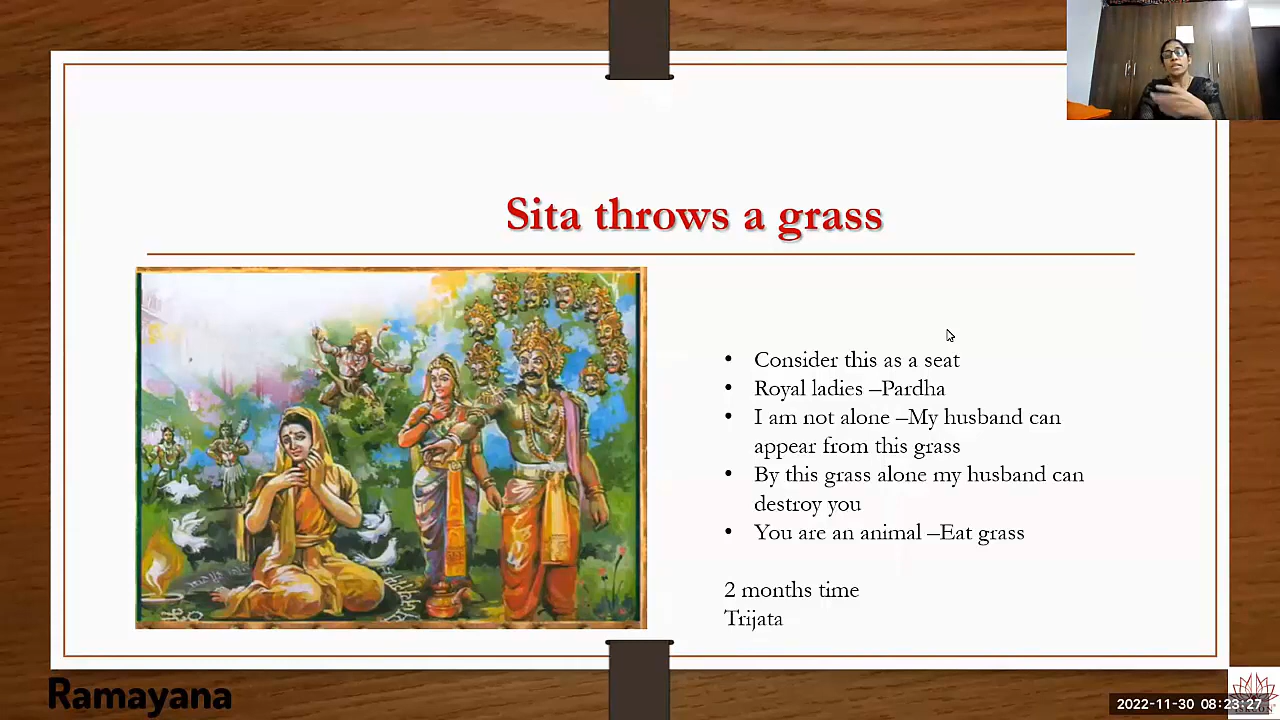 Sita throws a grass
• Consider this as a seat
• Royal ladies –Pardha
• I am not alone –My husband can
appear from this grass
• By this grass alone my husband can
destroy you
• You are an animal –Eat grass
2 months time
Trijata
Ramayana
2022-11-30 08:23:27